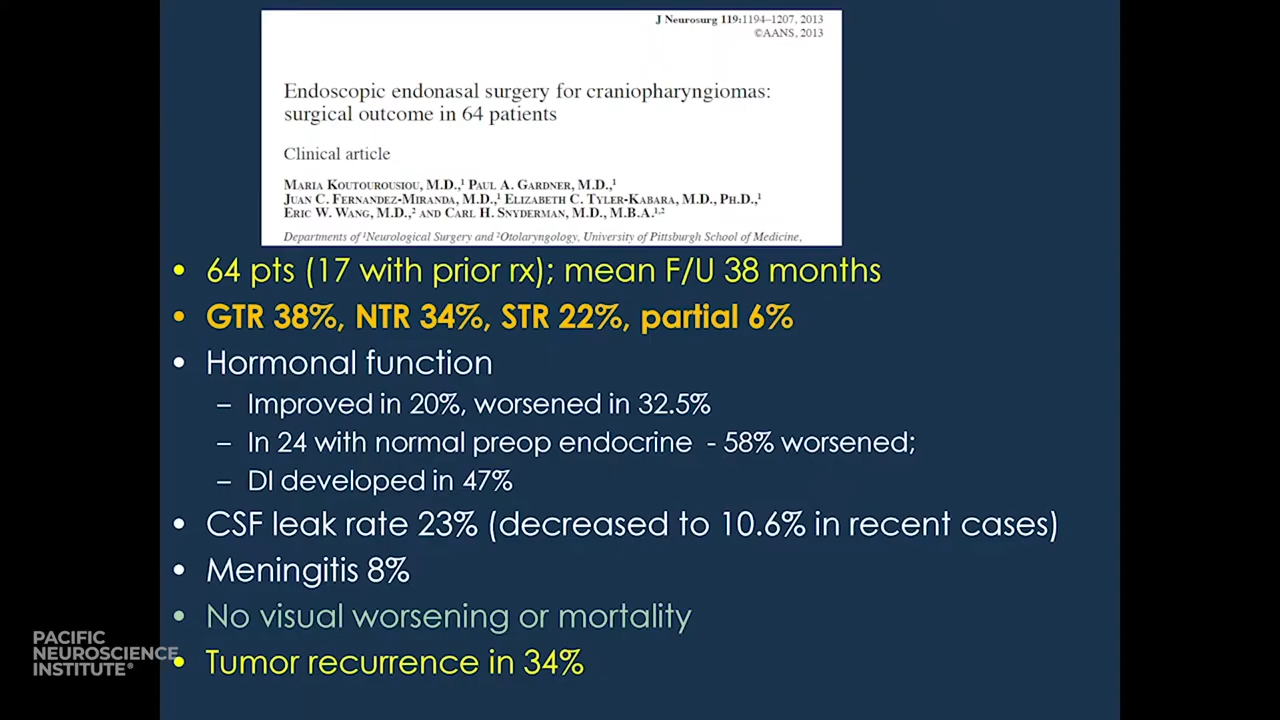 J Neurosurg 119:1194–1207, 2013
©AANS, 2013
Endoscopic endonasal surgery for craniopharyngiomas:
surgical outcome in 64 patients
Clinical article
Maria Koutourousiou, M.D.,¹ Paul A. Gardner, M.D.,¹
Juan C. Fernandez-Miranda, M.D.,¹ Elizabeth C. Tyler-Kabara, M.D., Ph.D.,¹
Eric W. Wang, M.D.,² and Carl H. Snyderman, M.D., M.B.A.¹,²
Departments of ¹Neurological Surgery and ²Otolaryngology, University of Pittsburgh School of Medicine,
• 64 pts (17 with prior rx); mean F/U 38 months
• GTR 38%, NTR 34%, STR 22%, partial 6%
• Hormonal function
– Improved in 20%, worsened in 32.5%
– In 24 with normal preop endocrine - 58% worsened;
– DI developed in 47%
• CSF leak rate 23% (decreased to 10.6% in recent cases)
• Meningitis 8%
• No visual worsening or mortality
• Tumor recurrence in 34%
PACIFIC
NEUROSCIENCE
INSTITUTE®